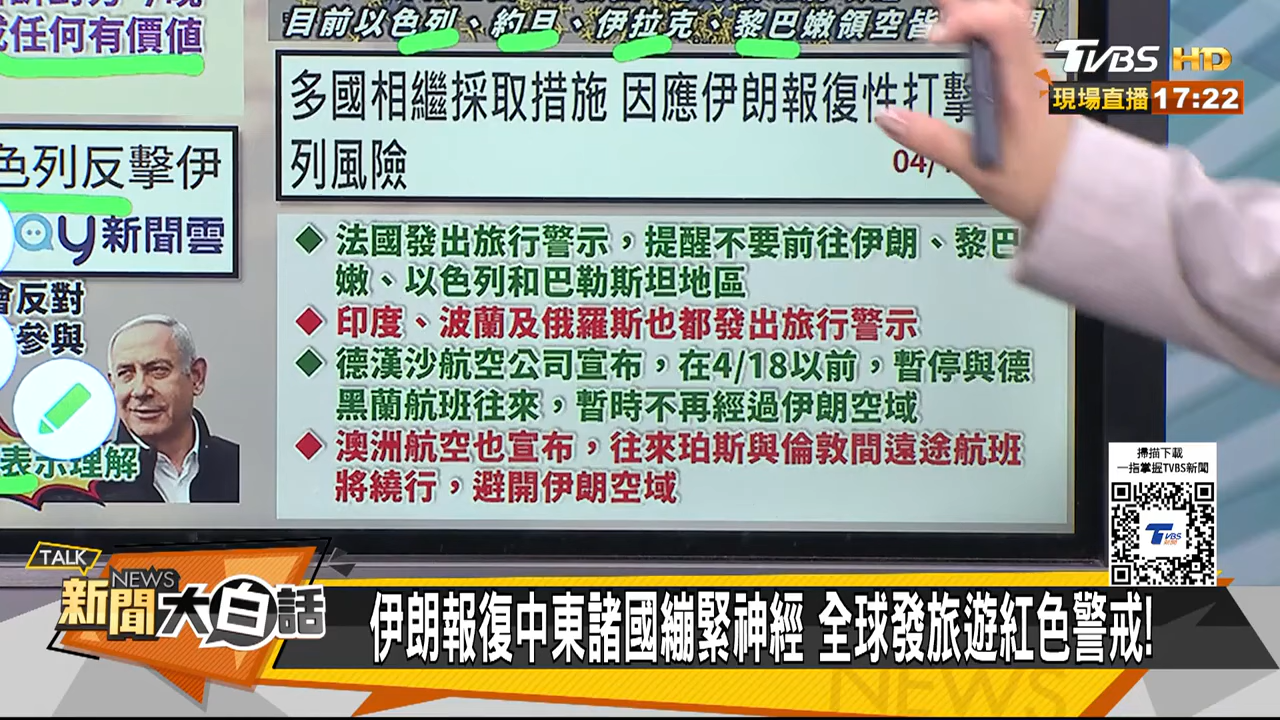 任何有價值
目前以色列、約旦、伊拉克、黎巴嫩領空皆
TVBS HD
現場直播 17:22
多國相繼採取措施 因應伊朗報復性打擊
列風險
04/
色列反擊伊
ay新聞雲
會反對
參與
表示理解
◆ 法國發出旅行警示，提醒不要前往伊朗、黎巴
嫩、以色列和巴勒斯坦地區
◆ 印度、波蘭及俄羅斯也都發出旅行警示
◆ 德漢沙航空公司宣布，在4/18以前，暫停與德
黑蘭航班往來，暫時不再經過伊朗空域
◆ 澳洲航空也宣布，往來珀斯與倫敦間遠途航班
將繞行，避開伊朗空域
掃描下載
一指掌握TVBS新聞
TVBS
新聞
TALK
NEWS
新聞大白話
伊朗報復中東諸國繃緊神經 全球發旅遊紅色警戒!
NEWS